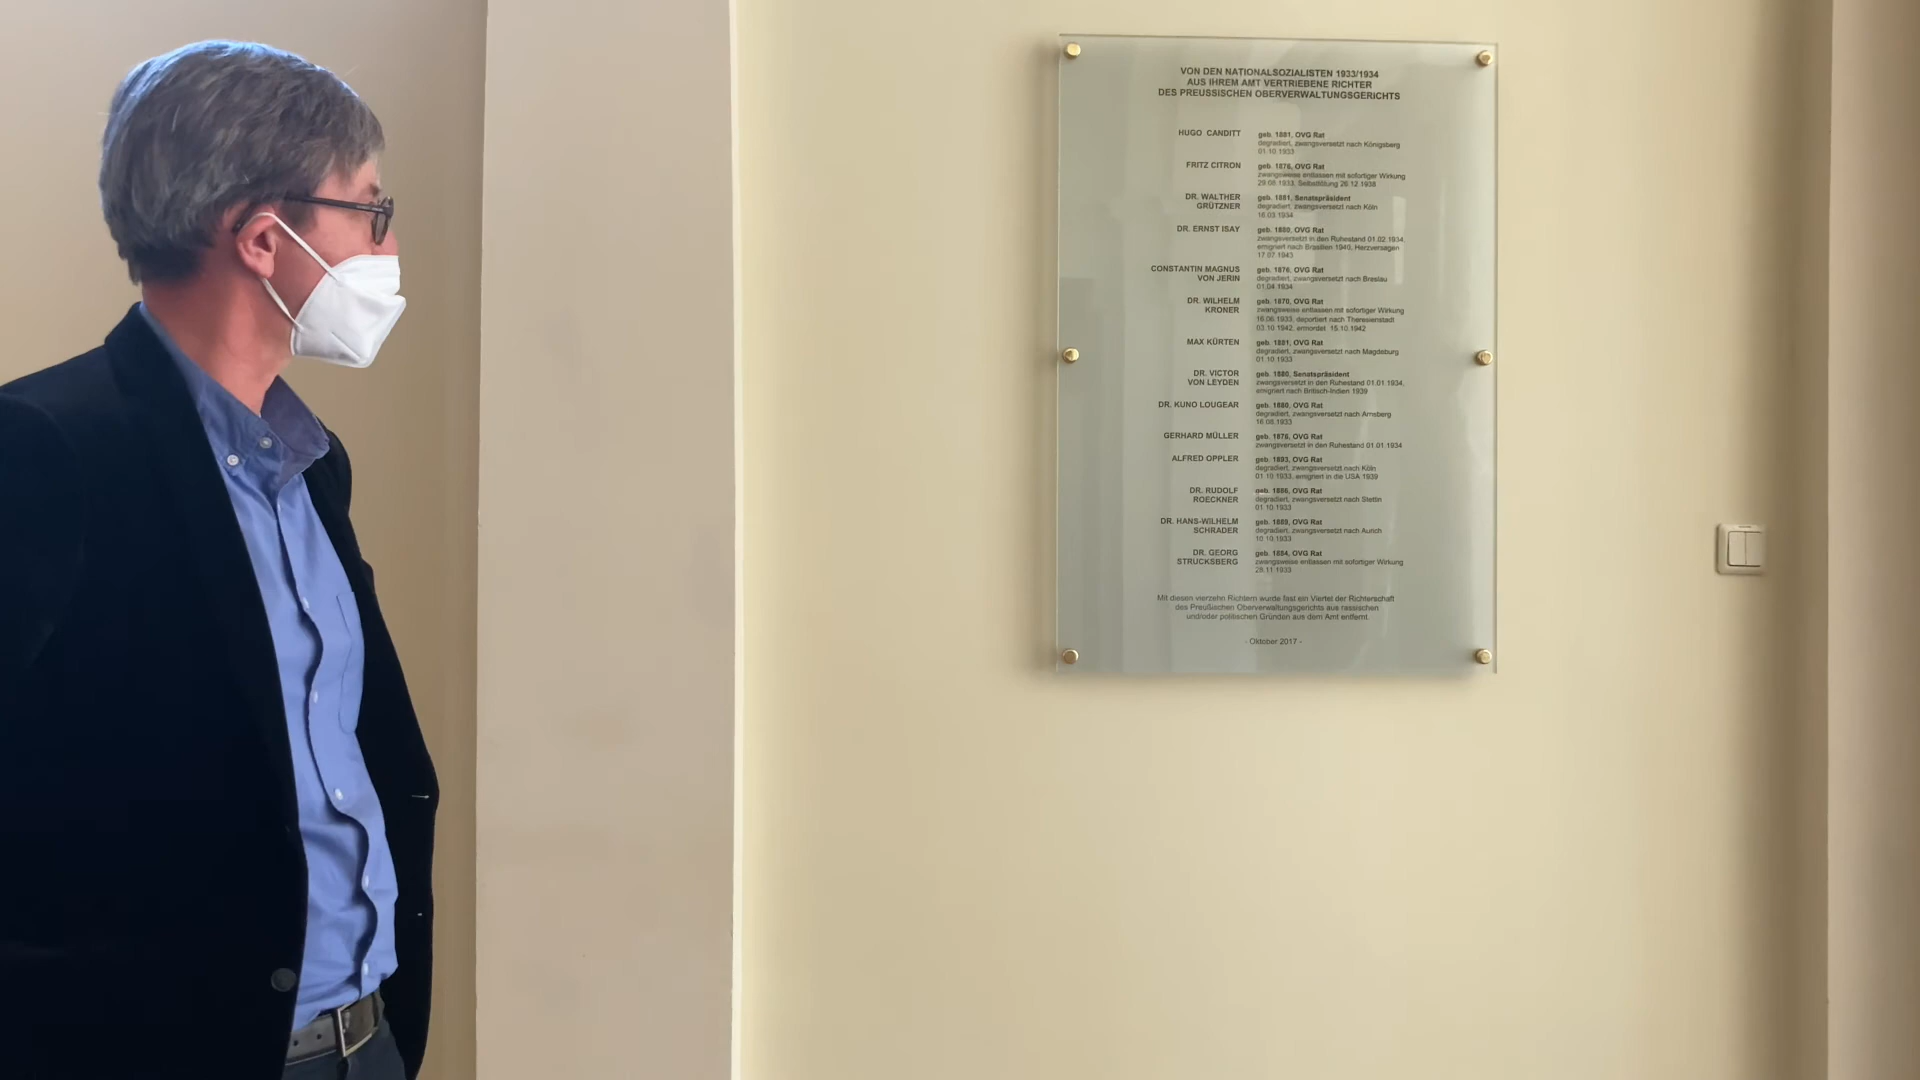 VON DEN NATIONALSOZIALISTEN 1933/1934
AUS IHREM AMT VERTRIEBENE RICHTER
DES PREUSSISCHEN OBERVERWALTUNGSGERICHTS
HUGO CANDITT geb. 1881, OVG Rat
degradiert, zwangsversetzt nach Königsberg
01.10.1933
FRITZ CITRON geb. 1876, OVG Rat
zwangsweise entlassen mit sofortiger Wirkung
29.08.1933, Selbsttötung 26.12.1938
DR. WALTHER geb. 1881, Senatspräsident
GRÜTZNER degradiert, zwangsversetzt nach Köln
16.03.1934
DR. ERNST ISAY geb. 1880, OVG Rat
zwangsversetzt in den Ruhestand 01.02.1934,
emigriert nach Brasilien 1940, Herzversagen
17.07.1943
CONSTANTIN MAGNUS geb. 1876, OVG Rat
VON JERIN degradiert, zwangsversetzt nach Breslau
01.04.1934
DR. WILHELM geb. 1870, OVG Rat
KRONER zwangsweise entlassen mit sofortiger Wirkung
16.06.1933, deportiert nach Theresienstadt
03.10.1942, ermordet 15.10.1942
MAX KÜRTEN geb. 1881, OVG Rat
degradiert, zwangsversetzt nach Magdeburg
01.10.1933
DR. VICTOR geb. 1880, Senatspräsident
VON LEYDEN zwangsversetzt in den Ruhestand 01.01.1934,
emigriert nach Britisch-Indien 1939
DR. KUNO LOUGEAR geb. 1880, OVG Rat
degradiert, zwangsversetzt nach Arnsberg
16.08.1933
GERHARD MÜLLER geb. 1876, OVG Rat
zwangsversetzt in den Ruhestand 01.01.1934
ALFRED OPPLER geb. 1893, OVG Rat
degradiert, zwangsversetzt nach Köln
01.10.1933, emigriert in die USA 1939
DR. RUDOLF geb. 1886, OVG Rat
ROECKNER degradiert, zwangsversetzt nach Stettin
01.10.1933
DR. HANS-WILHELM geb. 1889, OVG Rat
SCHRADER degradiert, zwangsversetzt nach Aurich
10.10.1933
DR. GEORG geb. 1884, OVG Rat
STRUCKSBERG zwangsweise entlassen mit sofortiger Wirkung
28.11.1933
Mit diesen vierzehn Richtern wurde fast ein Viertel der Richterschaft
des Preußischen Oberverwaltungsgerichts aus rassischen
und/oder politischen Gründen aus dem Amt entfernt.
- Oktober 2017 -